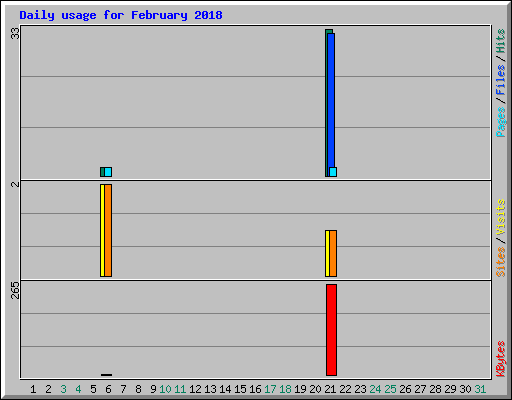 Daily usage for February 2018
33
Pages / Files / Hits
2
Sites / Visits
265
KBytes
1 2 3 4 5 6 7 8 9 10 11 12 13 14 15 16 17 18 19 20 21 22 23 24 25 26 27 28 29 30 31